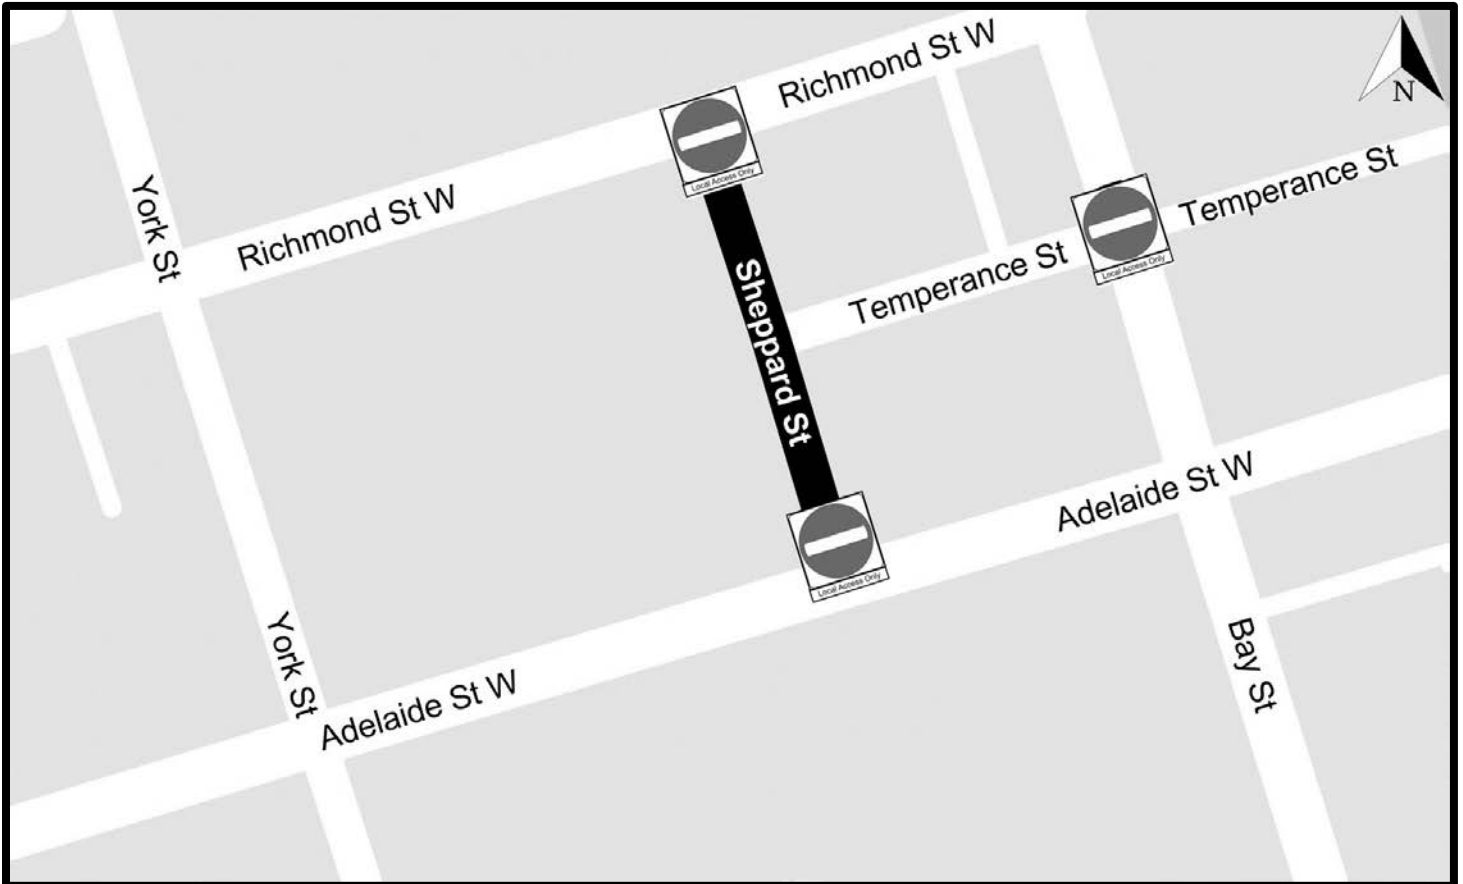 Richmond St W
N
Local Access Only
Temperance St
York St
Richmond St W
Temperance St
Local Access Only
Sheppard St
Adelaide St W
Local Access Only
York St
Bay St
Adelaide St W